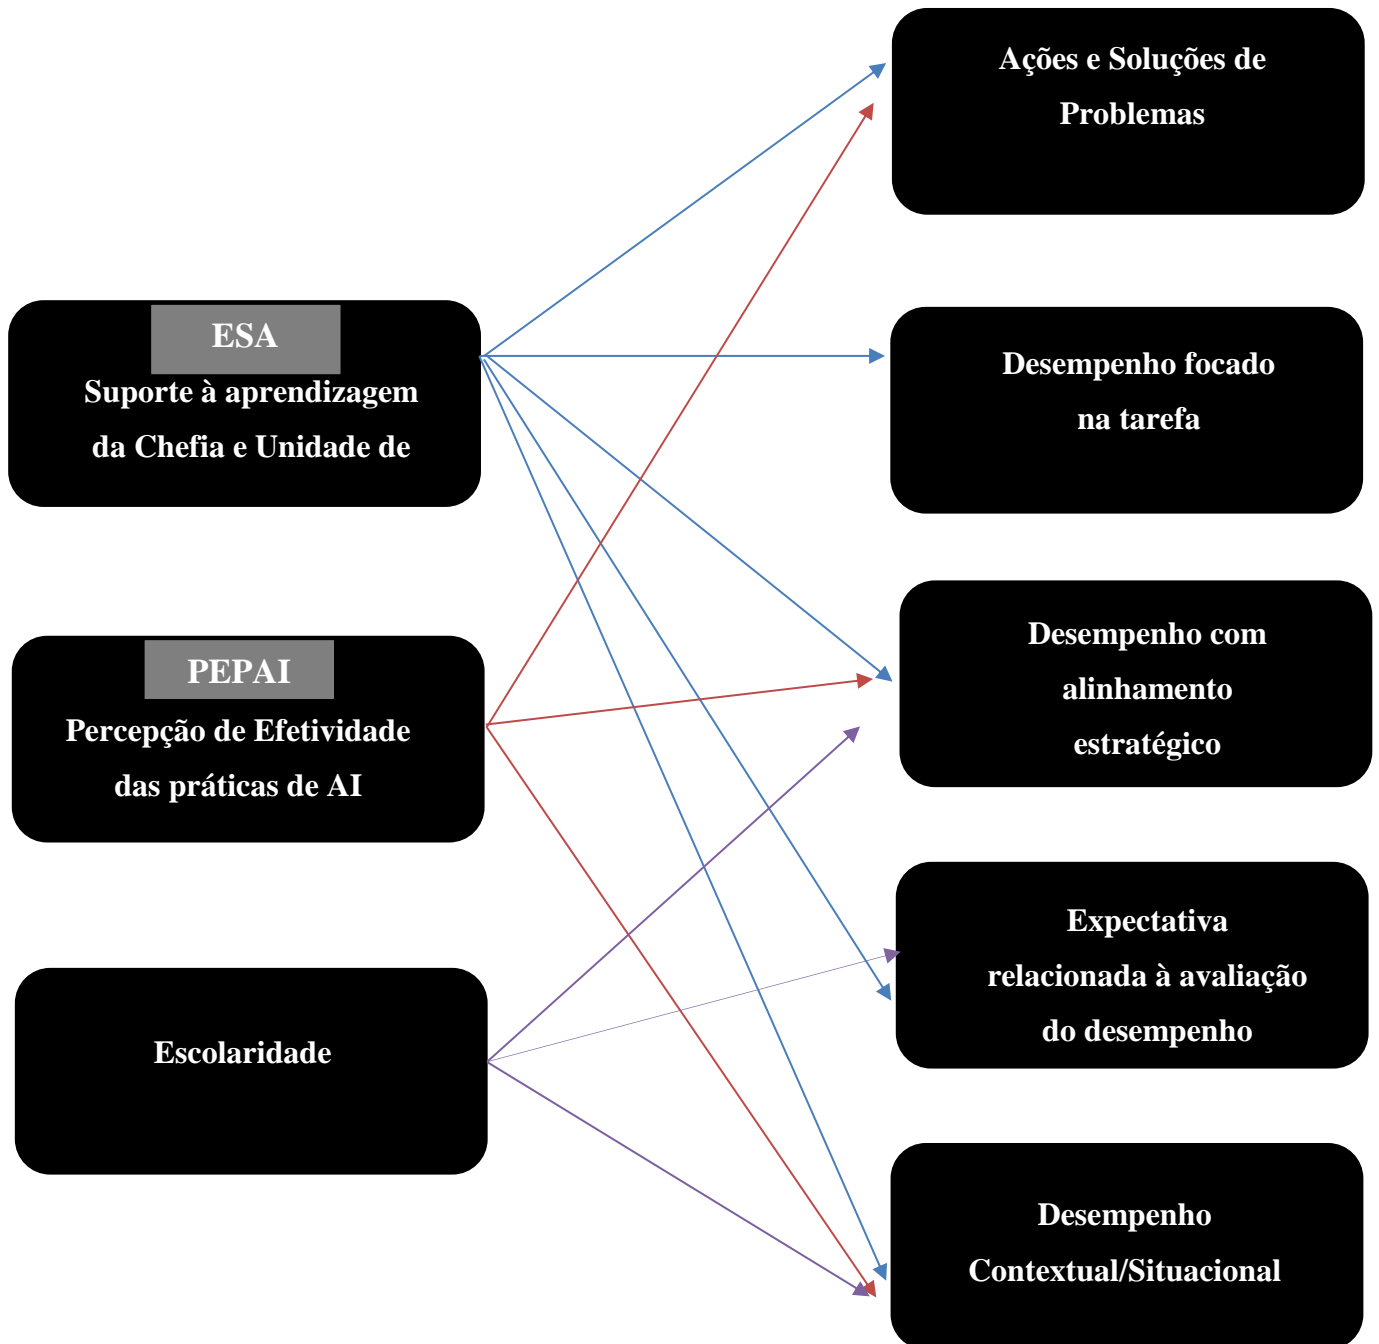 ESA
Suporte à aprendizagem
da Chefia e Unidade de
PEPAI
Percepção de Efetividade
das práticas de AI
Escolaridade
Ações e Soluções de
Problemas
Desempenho focado
na tarefa
Desempenho com
alinhamento
estratégico
Expectativa
relacionada à avaliação
do desempenho
Desempenho
Contextual/Situacional